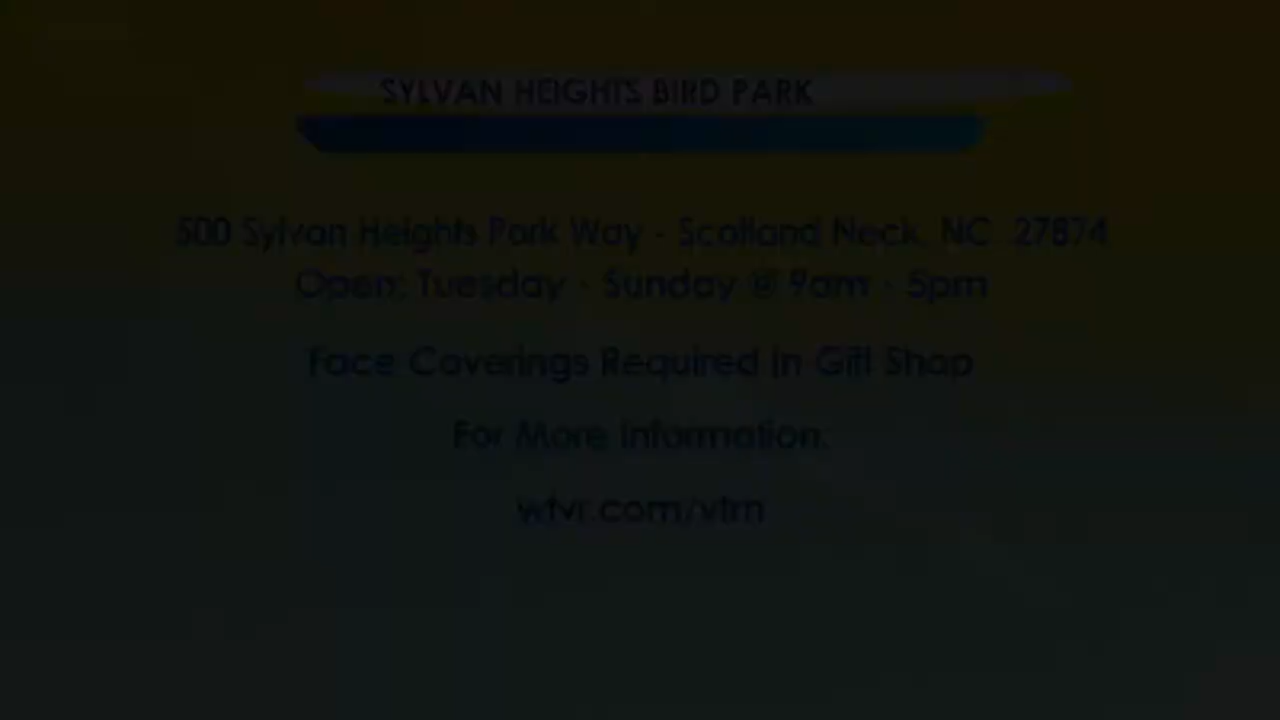 SYLVAN HEIGHTS BIRD PARK
500 Sylvan Heights Park Way - Scotland Neck, NC 27874
Open: Tuesday - Sunday @ 9am - 5pm
Face Coverings Required In Gift Shop
For More Information:
wtvr.com/vtm